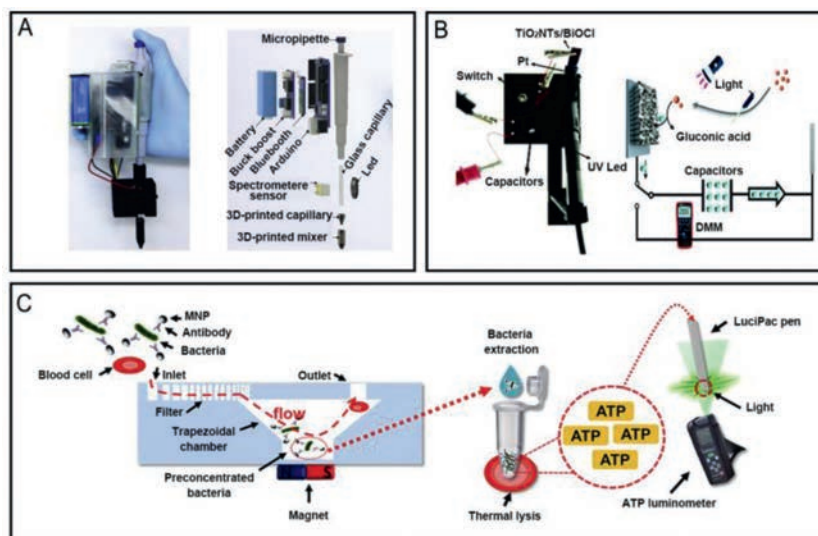 A
Micropipette
Battery
Buck boost
Bluebooth
Arduino
Glass capillary
Led
Spectrometere
sensor
3D-printed capillary
3D-printed mixer
B
TiO2NTs/BiOCl
Pt
Switch
Light
Gluconic acid
Capacitors
UV Led
Capacitors
DMM
C
MNP
Antibody
Bacteria
Blood cell
Inlet
Outlet
Filter
flow
Trapezoidal
chamber
Preconcentrated
bacteria
S
Magnet
Bacteria
extraction
Thermal lysis
ATP
ATP ATP
ATP
LuciPac pen
Light
ATP luminometer